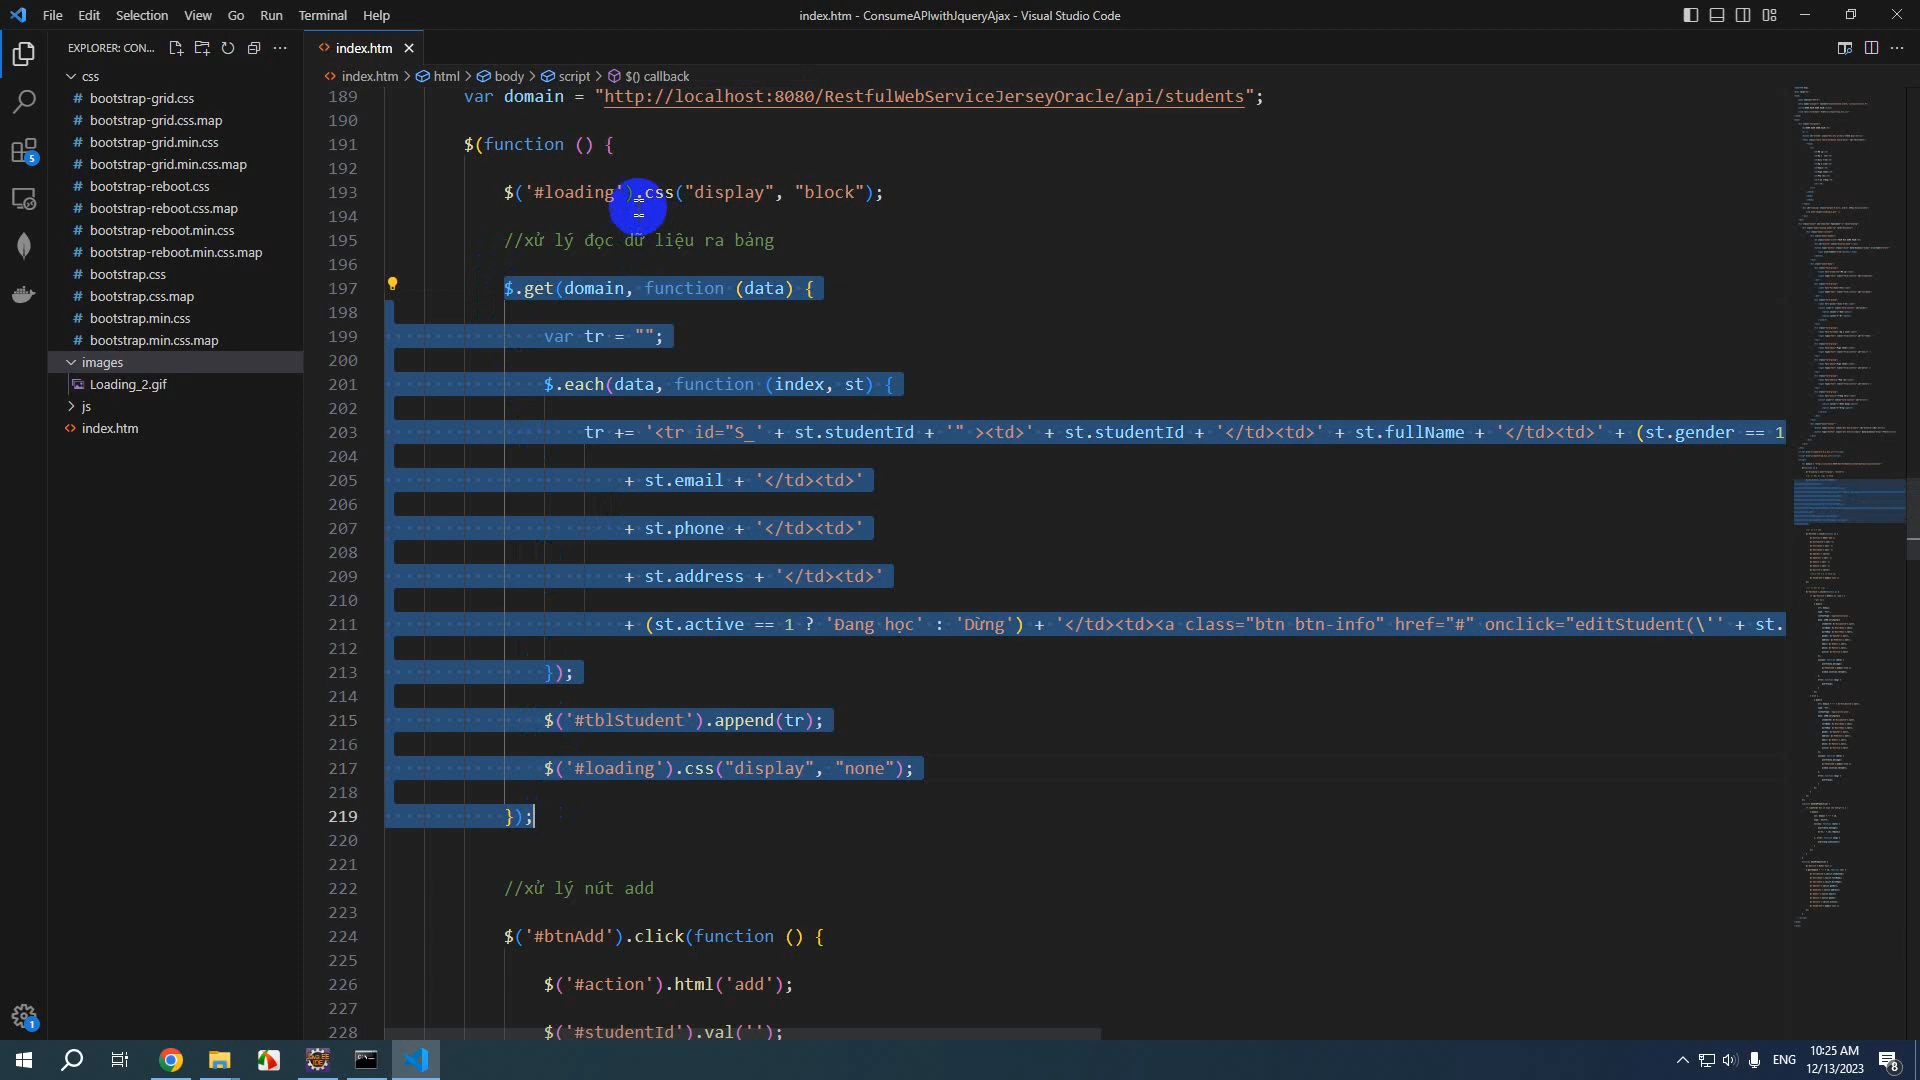 File Edit Selection View Go Run Terminal Help
index.htm - ConsumeAPIwithJqueryAjax - Visual Studio Code
EXPLORER: CON...
css
bootstrap-grid.css
bootstrap-grid.css.map
bootstrap-grid.min.css
bootstrap-grid.min.css.map
bootstrap-reboot.css
bootstrap-reboot.css.map
bootstrap-reboot.min.css
bootstrap-reboot.min.css.map
bootstrap.css
bootstrap.css.map
bootstrap.min.css
bootstrap.min.css.map
images
Loading_2.gif
js
index.htm
5
1
index.htm
index.htm > html > body > script > $() callback
189 var domain = "http://localhost:8080/RestfulWebServiceJerseyOracle/api/students";
190
191 $(function () {
192
193 $('#loading').css("display", "block");
194
195 //xử lý đọc dữ liệu ra bảng
196
197 $.get(domain, function (data) {
198
199 var tr = "";
200
201 $.each(data, function (index, st) {
202
203 tr += '<tr id="S_' + st.studentId + '" ><td>' + st.studentId + '</td><td>' + st.fullName + '</td><td>' + (st.gender == 1
204
205 + st.email + '</td><td>'
206
207 + st.phone + '</td><td>'
208
209 + st.address + '</td><td>'
210
211 + (st.active == 1 ? 'Đang học' : 'Dừng') + '</td><td><a class="btn btn-info" href="#" onclick="editStudent(\'' + st.
212
213 });
214
215 $('#tblStudent').append(tr);
216
217 $('#loading').css("display", "none");
218
219 });
220
221
222 //xử lý nút add
223
224 $('#btnAdd').click(function () {
225
226 $('#action').html('add');
227
228 $('#studentId').val('');
ENG
10:25 AM
12/13/2023
8